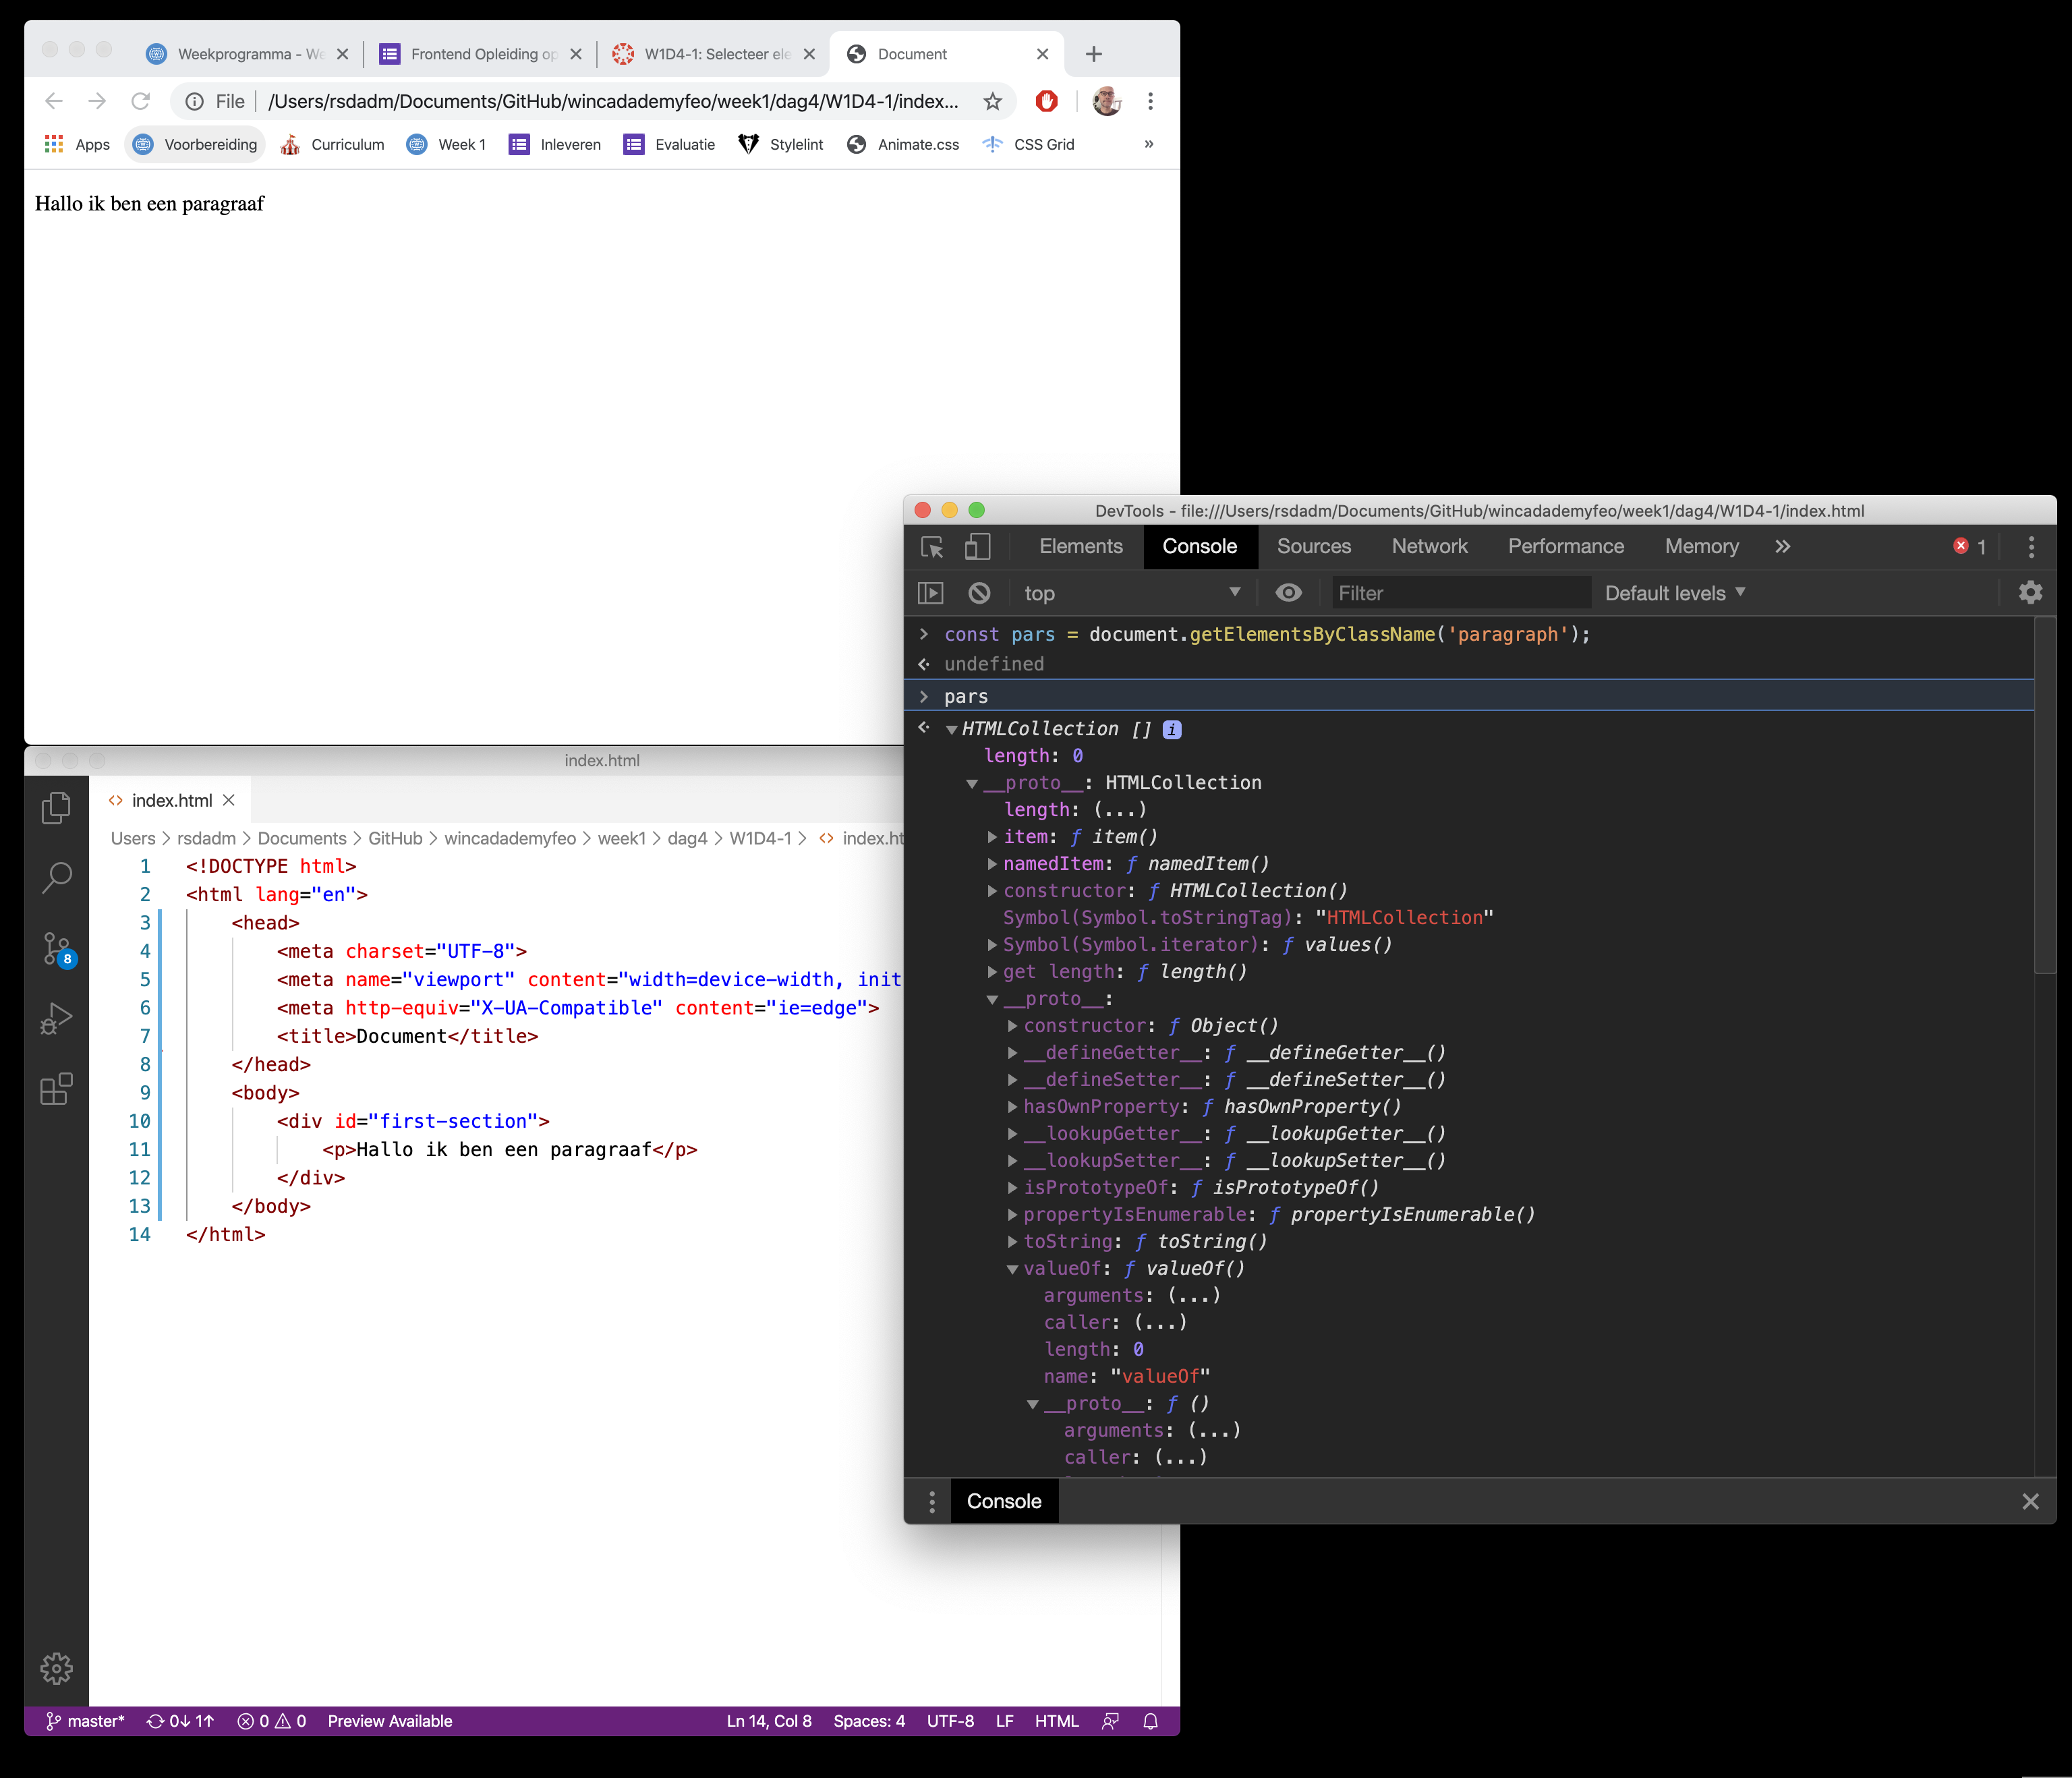 Weekprogramma - We
Frontend Opleiding op
W1D4-1: Selecteer ele
Document
File
/Users/rsdadm/Documents/GitHub/wincadademyfeo/week1/dag4/W1D4-1/index...
Apps
Voorbereiding
Curriculum
Week 1
Inleveren
Evaluatie
Stylelint
Animate.css
CSS Grid
»
Hallo ik ben een paragraaf
index.html
index.html
Users > rsdadm > Documents > GitHub > wincadademyfeo > week1 > dag4 > W1D4-1 > <> index.ht
1 <!DOCTYPE html>
2 <html lang="en">
3 <head>
4 <meta charset="UTF-8">
5 <meta name="viewport" content="width=device-width, init
6 <meta http-equiv="X-UA-Compatible" content="ie=edge">
7 <title>Document</title>
8 </head>
9 <body>
10 <div id="first-section">
11 <p>Hallo ik ben een paragraaf</p>
12 </div>
13 </body>
14 </html>
8
master* 0↓ 1↑ 0 0 Preview Available
Ln 14, Col 8 Spaces: 4 UTF-8 LF HTML
DevTools - file:///Users/rsdadm/Documents/GitHub/wincadademyfeo/week1/dag4/W1D4-1/index.html
Elements Console Sources Network Performance Memory » 1
top Filter Default levels
> const pars = document.getElementsByClassName('paragraph');
undefined
> pars
HTMLCollection [] i
length: 0
__proto__: HTMLCollection
length: (...)
item: ƒ item()
namedItem: ƒ namedItem()
constructor: ƒ HTMLCollection()
Symbol(Symbol.toStringTag): "HTMLCollection"
Symbol(Symbol.iterator): ƒ values()
get length: ƒ length()
__proto__:
constructor: ƒ Object()
__defineGetter__: ƒ __defineGetter__()
__defineSetter__: ƒ __defineSetter__()
hasOwnProperty: ƒ hasOwnProperty()
__lookupGetter__: ƒ __lookupGetter__()
__lookupSetter__: ƒ __lookupSetter__()
isPrototypeOf: ƒ isPrototypeOf()
propertyIsEnumerable: ƒ propertyIsEnumerable()
toString: ƒ toString()
valueOf: ƒ valueOf()
arguments: (...)
caller: (...)
length: 0
name: "valueOf"
__proto__: ƒ ()
arguments: (...)
caller: (...)
Console